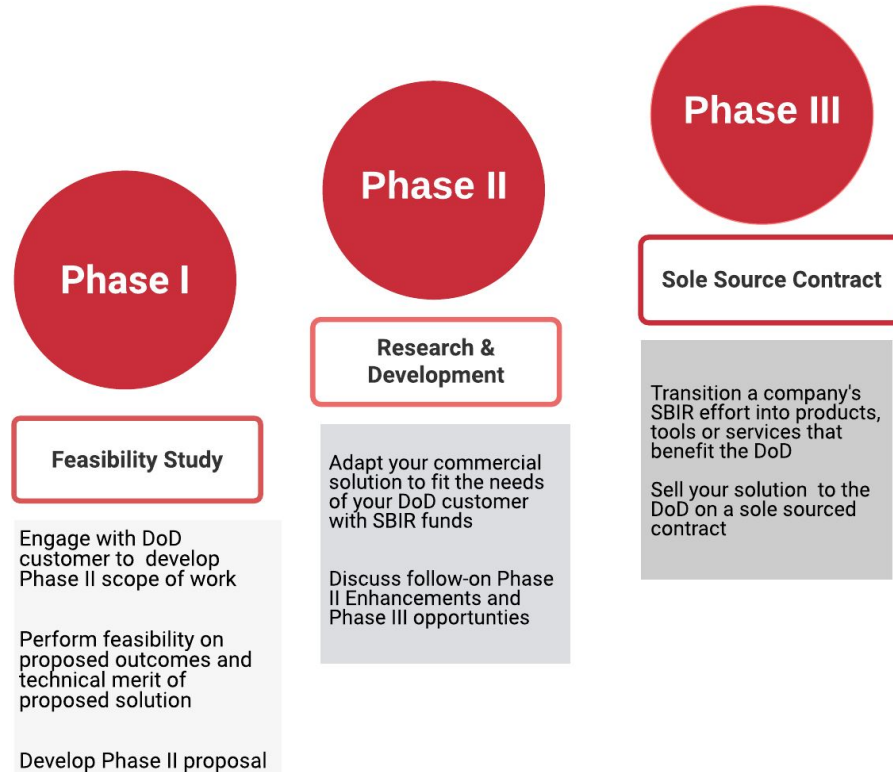 Phase I
Feasibility Study
Engage with DoD
customer to develop
Phase II scope of work
Perform feasibility on
proposed outcomes and
technical merit of
proposed solution
Develop Phase II proposal
Phase II
Research &
Development
Adapt your commercial
solution to fit the needs
of your DoD customer
with SBIR funds
Discuss follow-on Phase
II Enhancements and
Phase III opportunties
Phase III
Sole Source Contract
Transition a company's
SBIR effort into products,
tools or services that
benefit the DoD
Sell your solution to the
DoD on a sole sourced
contract